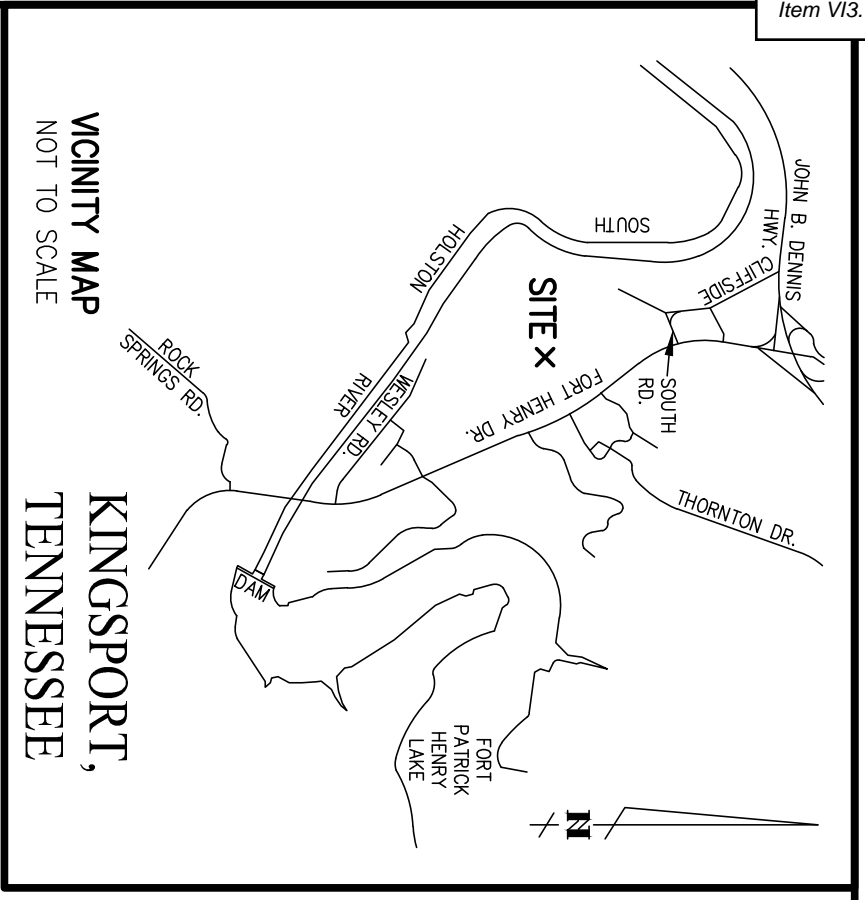 Item VI3.
JOHN B. DENNIS
HWY.
CLIFFSIDE
SOUTH
RD.
SOUTH
HOLSTON
RIVER
SITE X
FORT HENRY DR.
WESLEY RD.
THORNTON DR.
ROCK
SPRINGS RD.
DAM
FORT
PATRICK
HENRY
LAKE
N
VICINITY MAP
NOT TO SCALE
KINGSPORT,
TENNESSEE